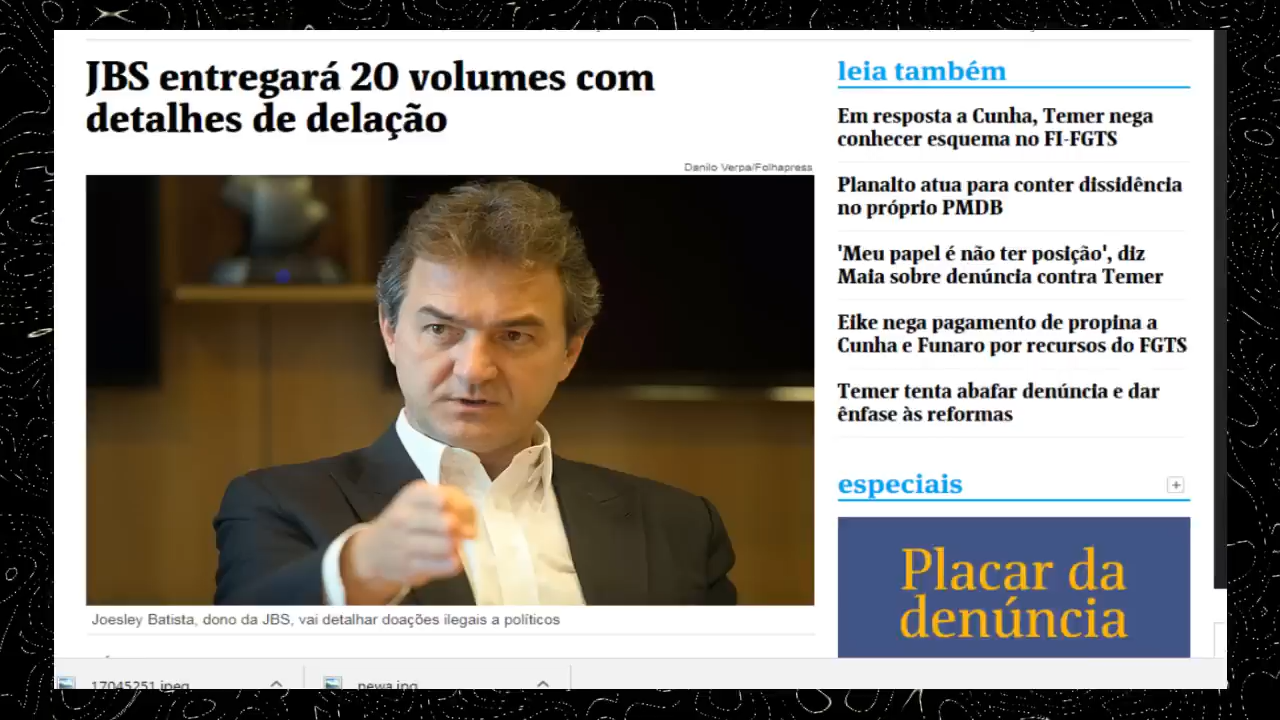 JBS entregará 20 volumes com
detalhes de delação
Danilo Verpa/Folhapress
Joesley Batista, dono da JBS, vai detalhar doações ilegais a políticos
leia também
Em resposta a Cunha, Temer nega
conhecer esquema no FI-FGTS
Planalto atua para conter dissidência
no próprio PMDB
'Meu papel é não ter posição', diz
Maia sobre denúncia contra Temer
Eike nega pagamento de propina a
Cunha e Funaro por recursos do FGTS
Temer tenta abafar denúncia e dar
ênfase às reformas
especiais
+
Placar da
denúncia
17045251.jpeg